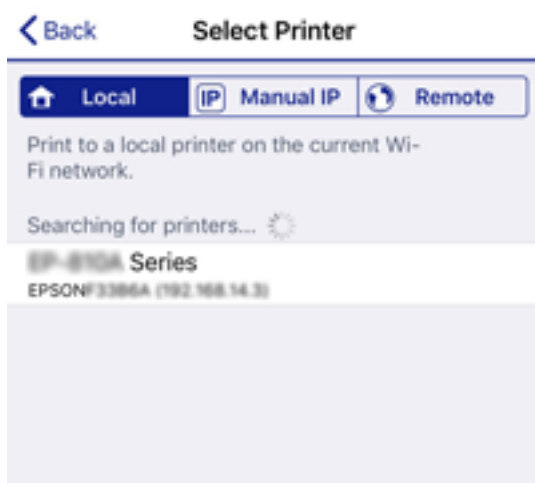 Back
Select Printer
Local
IP Manual IP
Remote
Print to a local printer on the current Wi-
Fi network.
Searching for printers...
Series
EPSON